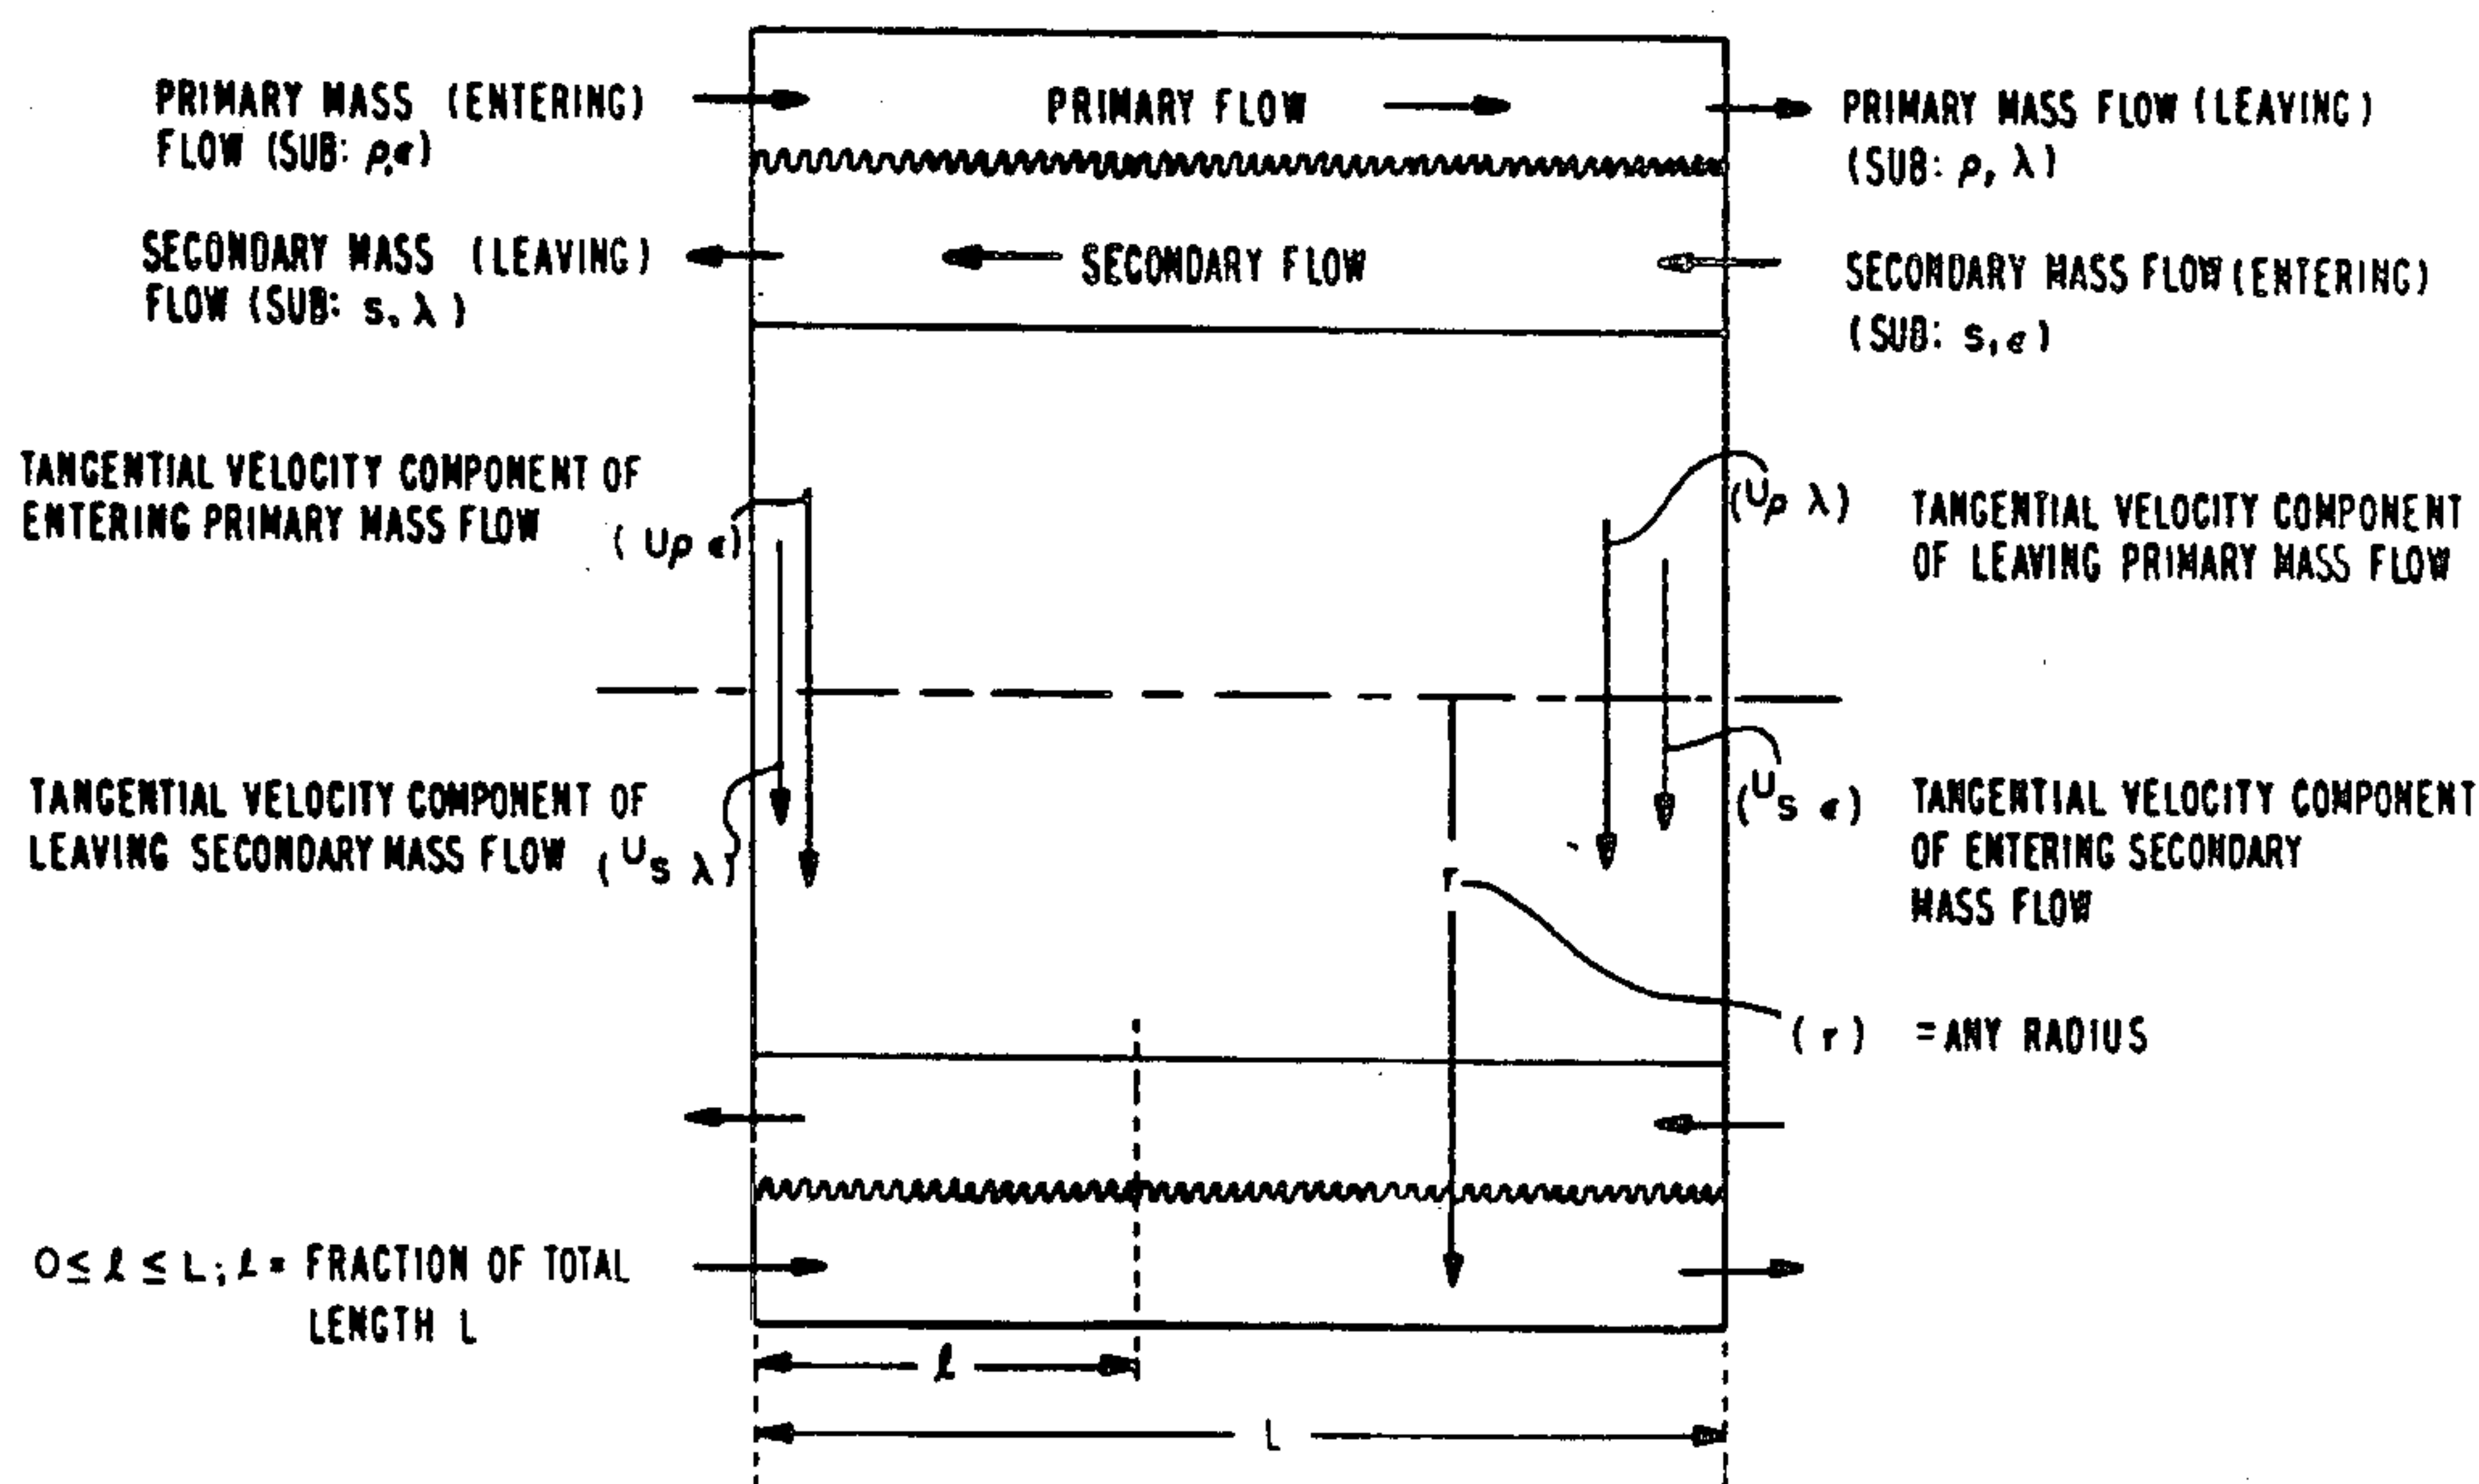 PRIMARY MASS (ENTERING)
FLOW (SUB: ρ,ϵ)
PRIMARY FLOW
PRIMARY MASS FLOW (LEAVING)
(SUB: ρ, λ)
SECONDARY MASS (LEAVING)
FLOW (SUB: s, λ)
SECONDARY FLOW
SECONDARY MASS FLOW (ENTERING)
(SUB: s,ϵ)
TANGENTIAL VELOCITY COMPONENT OF
ENTERING PRIMARY MASS FLOW
(Uρ ϵ)
(Uρ λ)
TANGENTIAL VELOCITY COMPONENT
OF LEAVING PRIMARY MASS FLOW
TANGENTIAL VELOCITY COMPONENT OF
LEAVING SECONDARY MASS FLOW
(US λ)
(US ϵ)
TANGENTIAL VELOCITY COMPONENT
OF ENTERING SECONDARY
MASS FLOW
r
(r) =ANY RADIUS
0≤ ℓ ≤ L; ℓ= FRACTION OF TOTAL
LENGTH L
ℓ
L